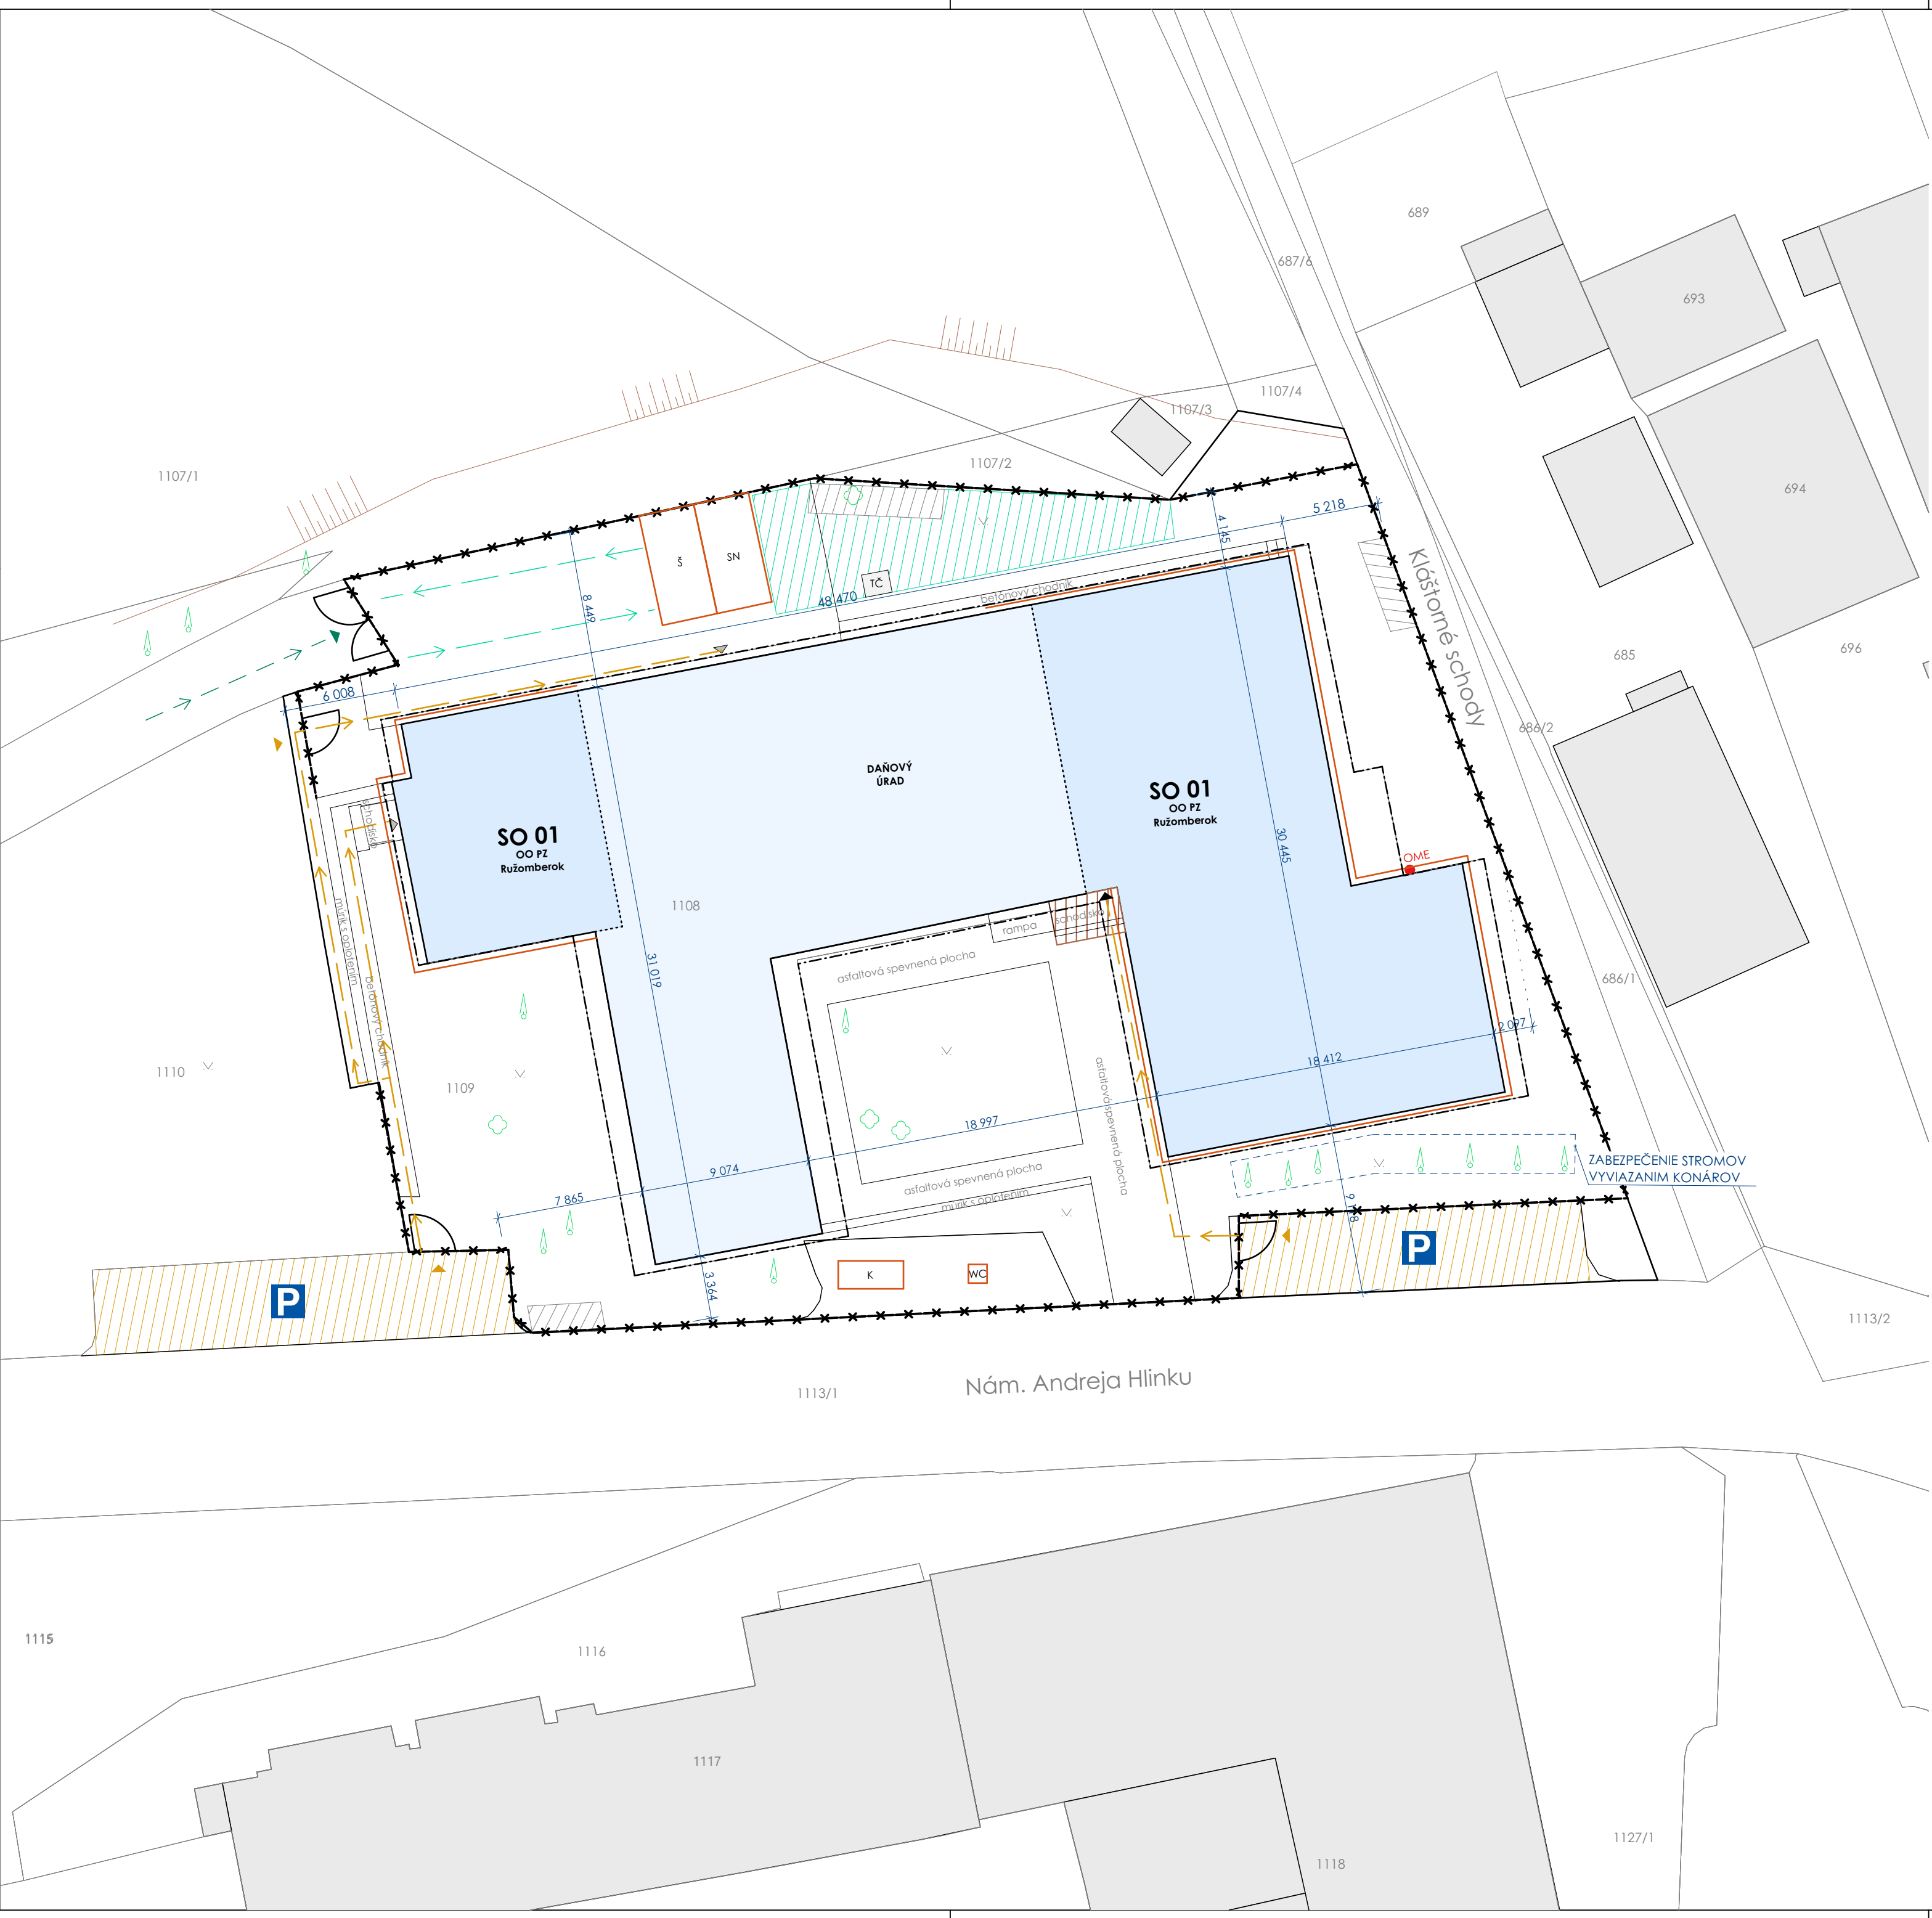 689
687/6
693
1107/4
1107/3
1107/2
1107/1
694
5 218
4 145
Š
SN
TČ
48 470
betónový chodník
8 449
Kláštorné schody
685
696
6 008
686/2
DAŇOVÝ
ÚRAD
SO 01
OO PZ
Ružomberok
SO 01
OO PZ
Ružomberok
schodisko
30 445
OME
1108
schodisko
rampa
múrik s oplotením
31 019
asfaltová spevnená plocha
686/1
betónový chodník
2 097
18 412
1110
1109
asfaltová spevnená plocha
18 997
9 074
asfaltová spevnená plocha
múrik s oplotením
7 865
ZABEZPEČENIE STROMOV
VYVIAZANIM KONÁROV
P
K
WC
P
3 364
1113/2
Nám. Andreja Hlinku
1113/1
1115
1116
1117
1127/1
1118